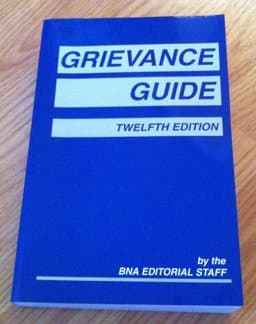 GRIEVANCE
GUIDE
TWELFTH EDITION
by the
BNA EDITORIAL STAFF